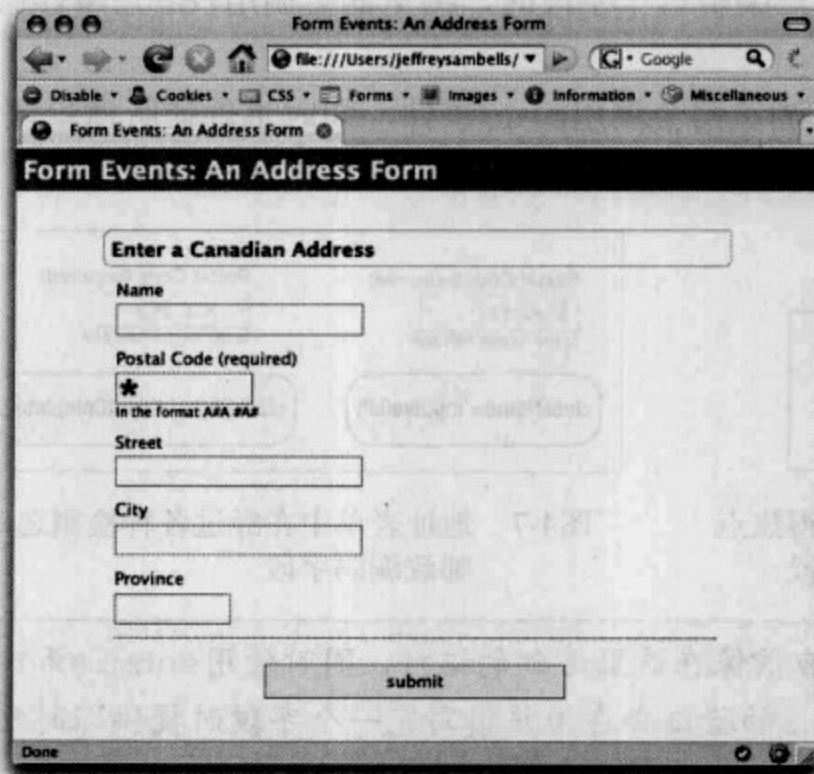 Form Events: An Address Form
file:///Users/jeffreysambells/
Google
Disable Cookies CSS Forms Images Information Miscellaneous
Form Events: An Address Form
Form Events: An Address Form
Enter a Canadian Address
Name
Postal Code (required)
*
In the format A#A #A#
Street
City
Province
submit
Done